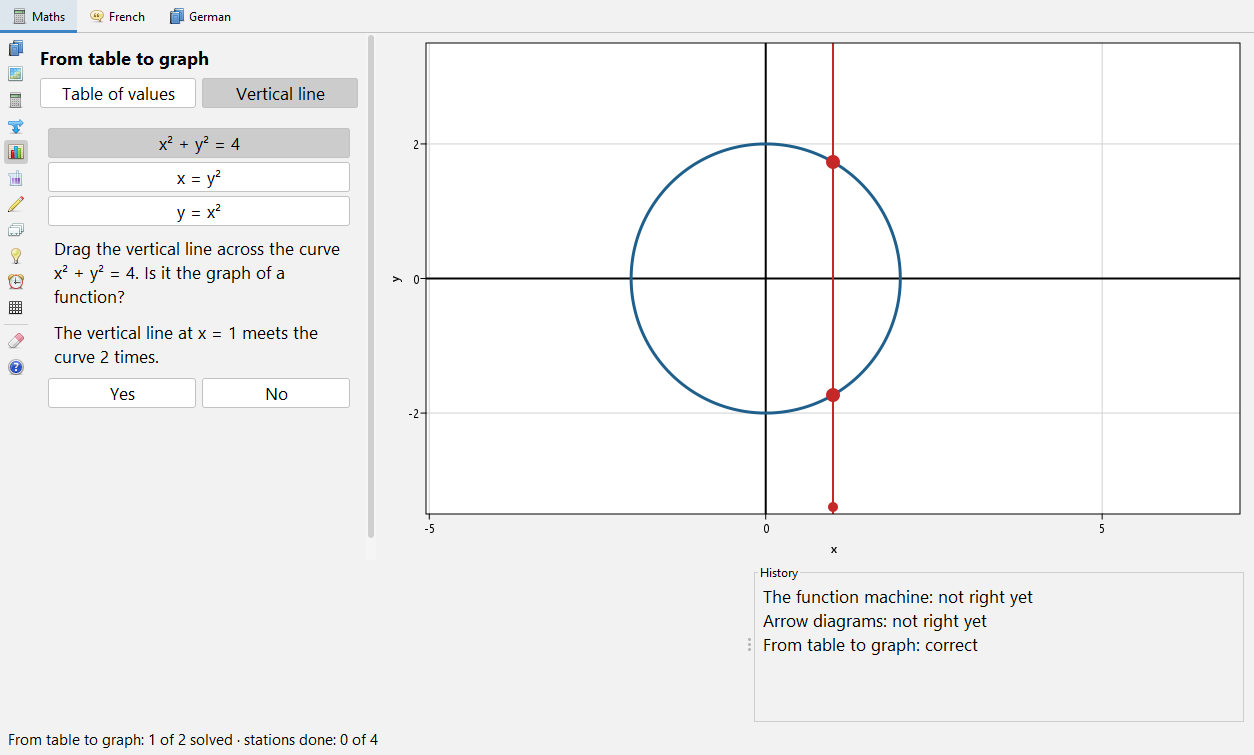 Maths French German
From table to graph
Table of values Vertical line
x² + y² = 4
x = y²
y = x²
Drag the vertical line across the curve
x² + y² = 4. Is it the graph of a
function?
The vertical line at x = 1 meets the
curve 2 times.
Yes No
2
0
-2
y
-5 0 5
x
History
The function machine: not right yet
Arrow diagrams: not right yet
From table to graph: correct
From table to graph: 1 of 2 solved · stations done: 0 of 4